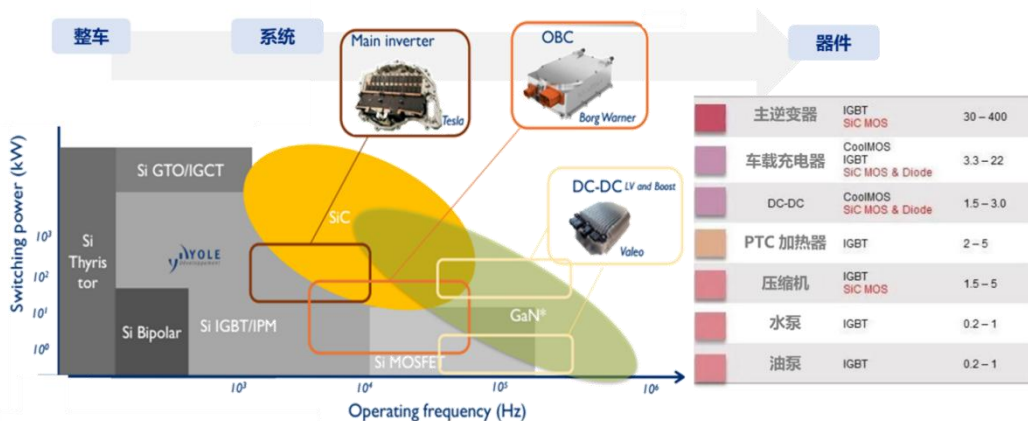 整车
系统
器件
Main inverter
Tesla
OBC
Borg Warner
DC-DC LV and Boost
Valeo
Switching power (kW)
10³
10²
10¹
10⁰
Si GTO/IGCT
Si
Thyris
tor
YOLE
Si Bipolar
Si IGBT/IPM
SiC
GaN*
Si MOSFET
10³
10⁴
10⁵
10⁶
Operating frequency (Hz)
主逆变器
IGBT
SiC MOS
30 – 400
车载充电器
CoolMOS
IGBT
SiC MOS & Diode
3.3 – 22
DC-DC
CoolMOS
SiC MOS & Diode
1.5 – 3.0
PTC 加热器
IGBT
2 – 5
压缩机
IGBT
SiC MOS
1.5 – 5
水泵
IGBT
0.2 – 1
油泵
IGBT
0.2 – 1